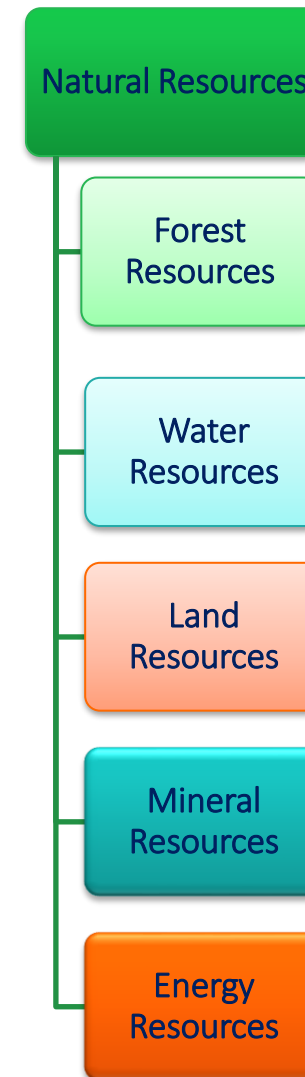 Natural Resources
Forest
Resources
Water
Resources
Land
Resources
Mineral
Resources
Energy
Resources